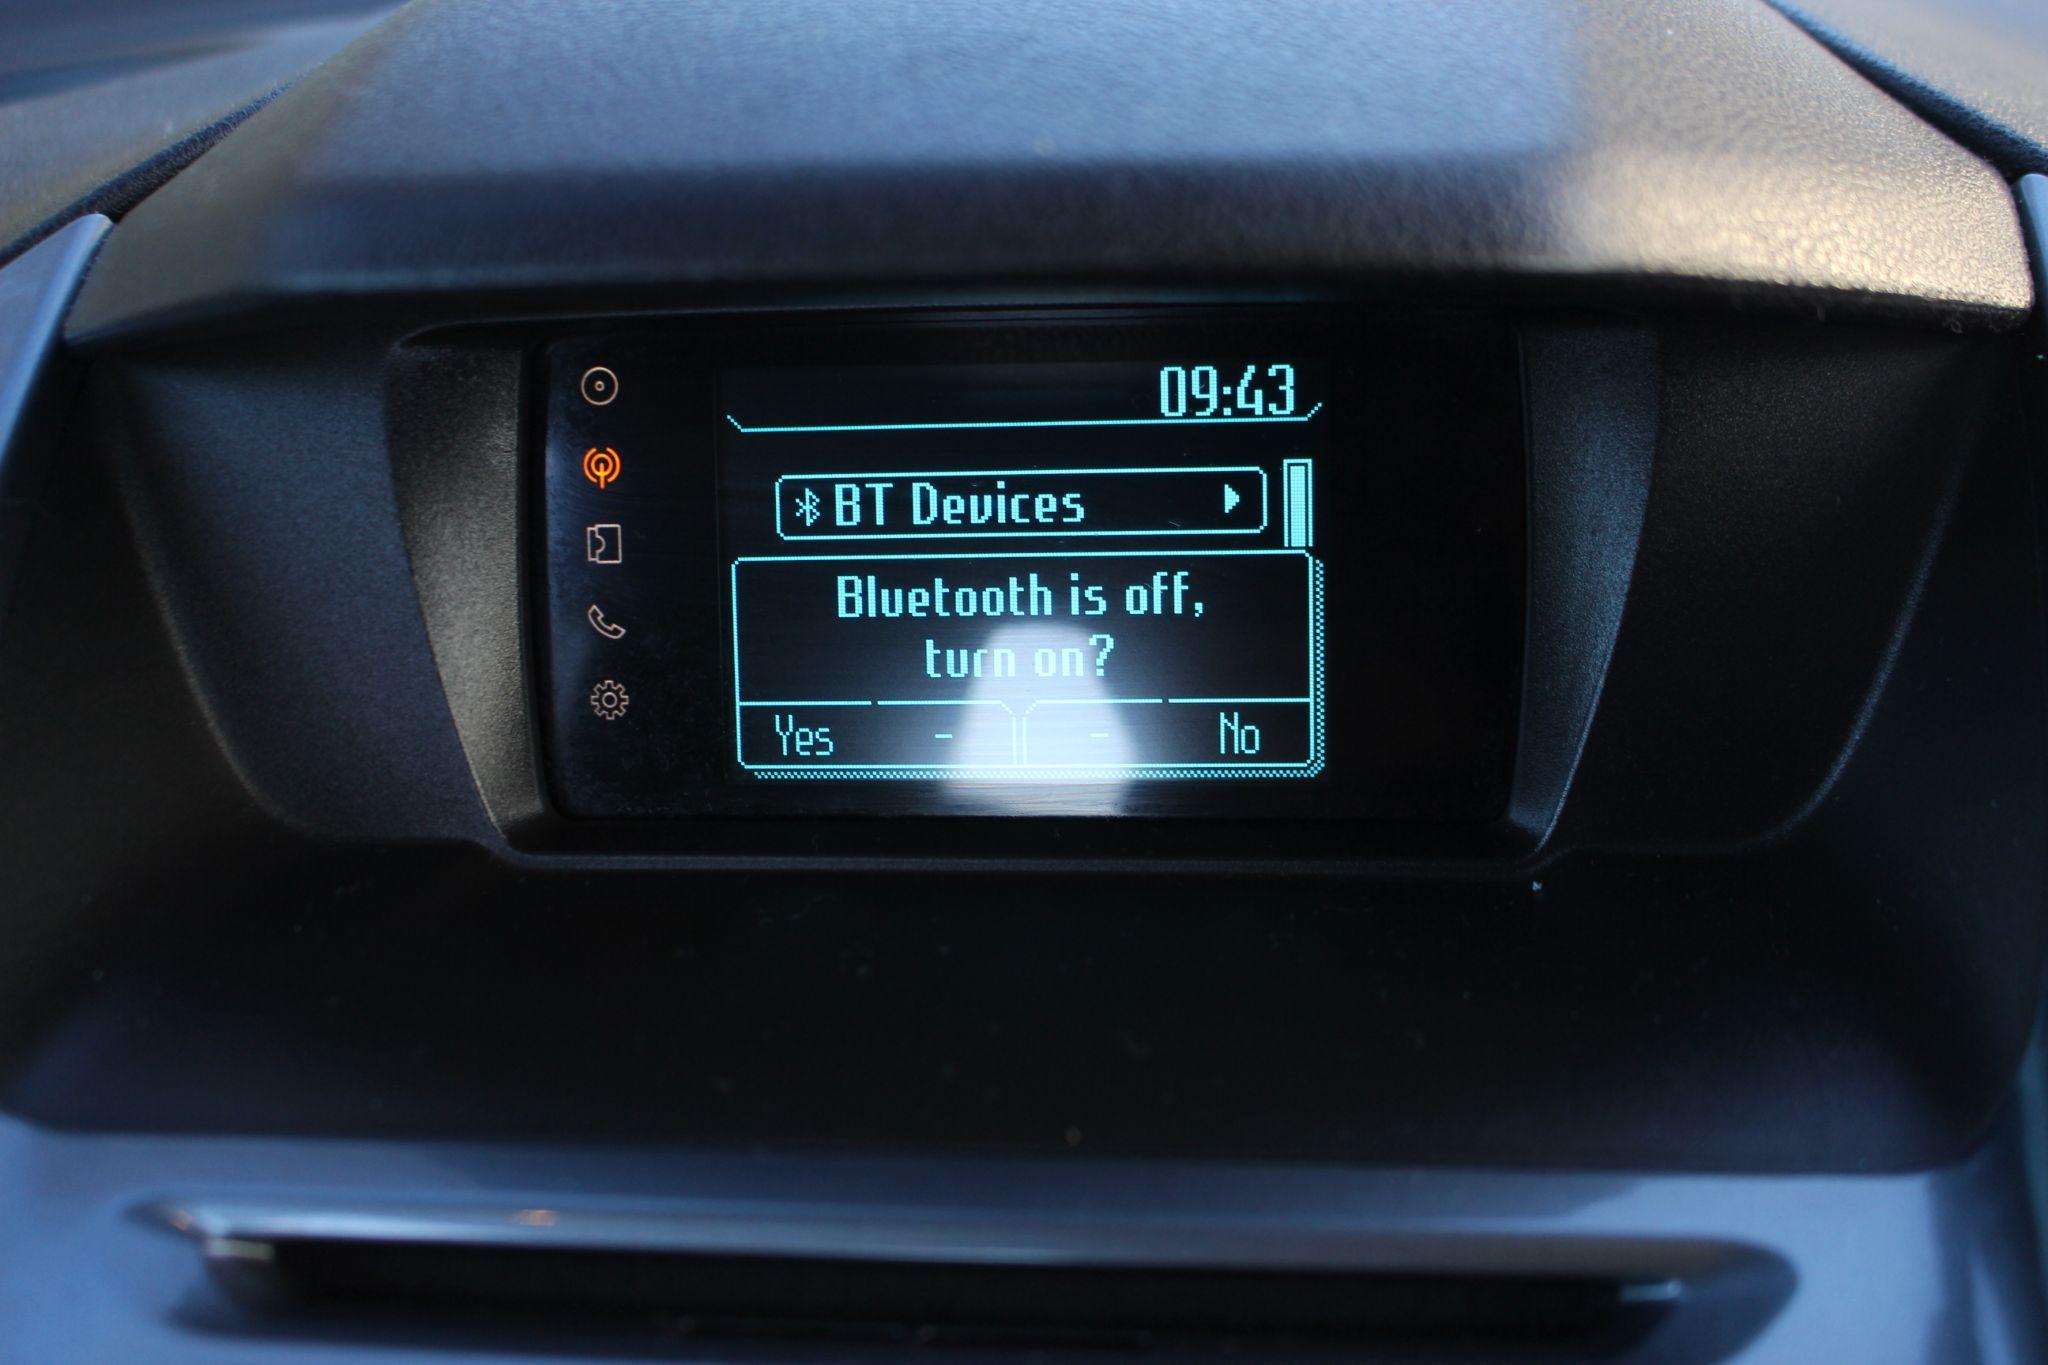 09:43
BT Devices
Bluetooth is off,
turn on?
Yes - - No